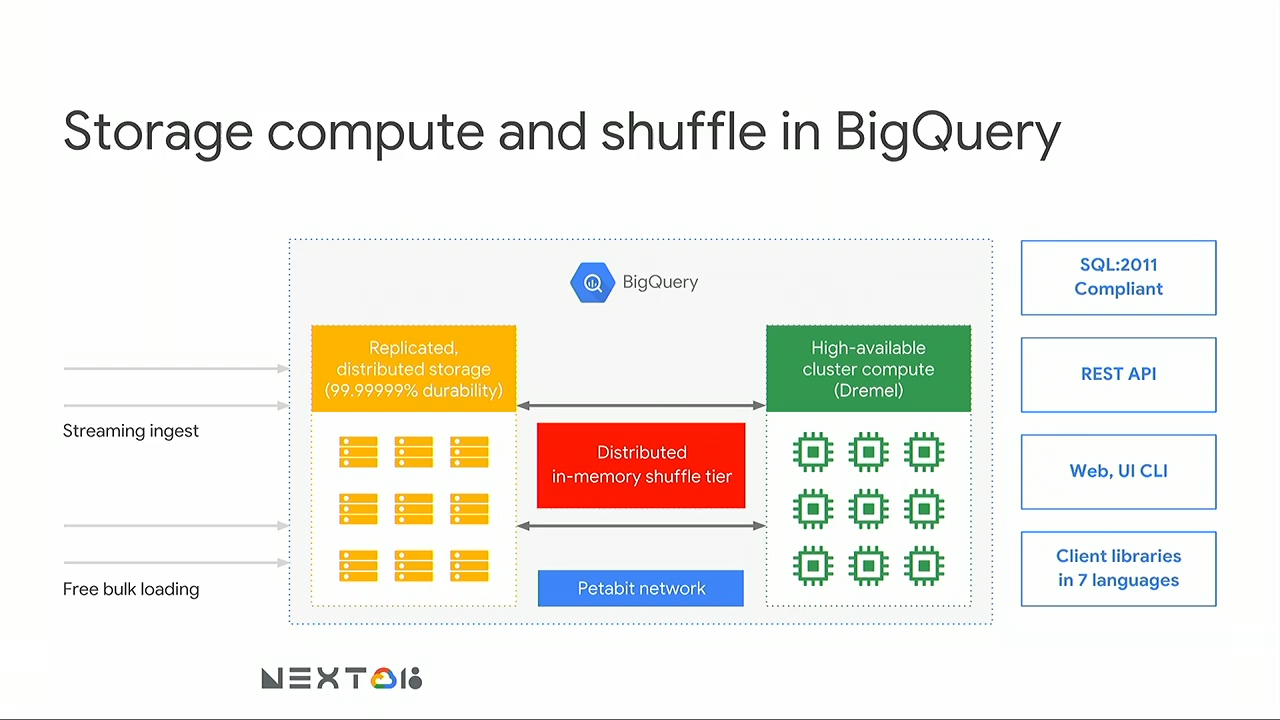 Storage compute and shuffle in BigQuery
BigQuery
Replicated,
distributed storage
(99.99999% durability)
High-available
cluster compute
(Dremel)
Streaming ingest
Free bulk loading
Distributed
in-memory shuffle tier
Petabit network
SQL:2011
Compliant
REST API
Web, UI CLI
Client libraries
in 7 languages
NEXT 18